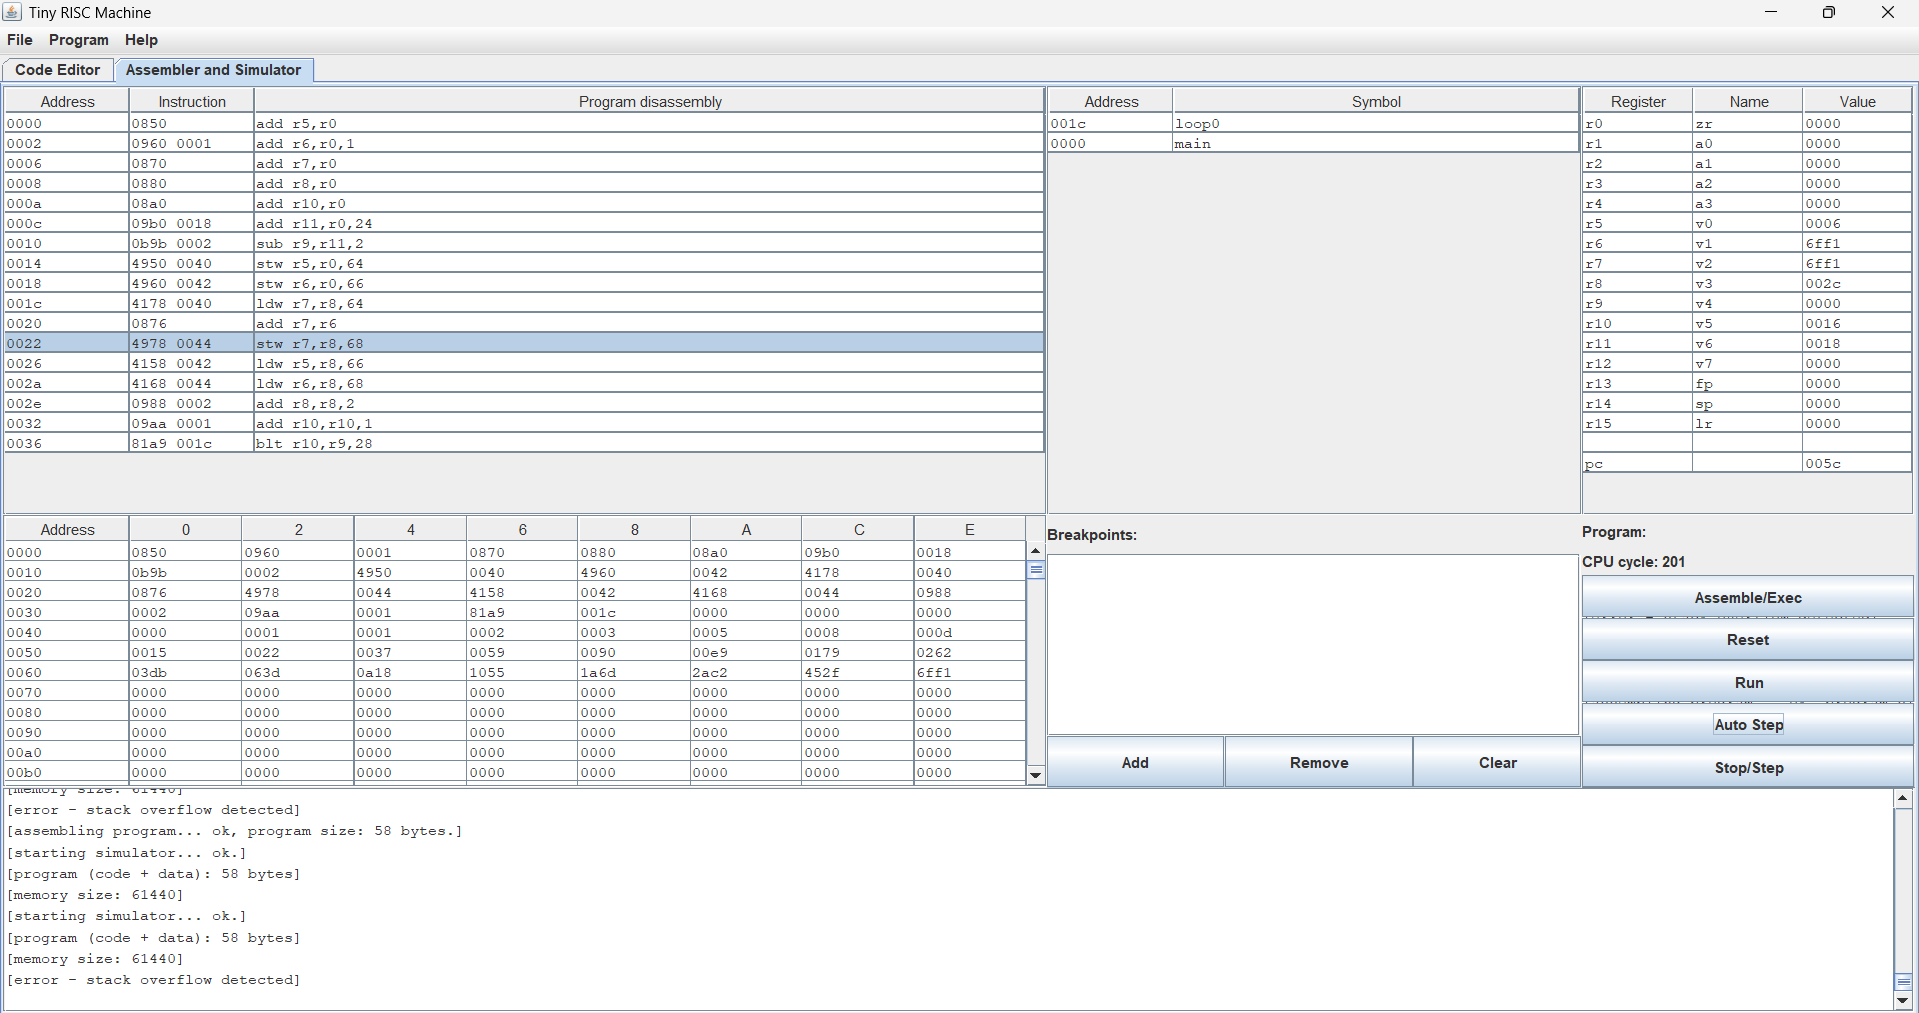 Tiny RISC Machine
File Program Help
Code Editor Assembler and Simulator
Address Instruction Program disassembly
0000 0850 add r5,r0
0002 0960 0001 add r6,r0,1
0006 0870 add r7,r0
0008 0880 add r8,r0
000a 08a0 add r10,r0
000c 09b0 0018 add r11,r0,24
0010 0b9b 0002 sub r9,r11,2
0014 4950 0040 stw r5,r0,64
0018 4960 0042 stw r6,r0,66
001c 4178 0040 ldw r7,r8,64
0020 0876 add r7,r6
0022 4978 0044 stw r7,r8,68
0026 4158 0042 ldw r5,r8,66
002a 4168 0044 ldw r6,r8,68
002e 0988 0002 add r8,r8,2
0032 09aa 0001 add r10,r10,1
0036 81a9 001c blt r10,r9,28
Address Symbol
001c loop0
0000 main
Register Name Value
r0 zr 0000
r1 a0 0000
r2 a1 0000
r3 a2 0000
r4 a3 0000
r5 v0 0006
r6 v1 6ff1
r7 v2 6ff1
r8 v3 002c
r9 v4 0000
r10 v5 0016
r11 v6 0018
r12 v7 0000
r13 fp 0000
r14 sp 0000
r15 lr 0000
pc 005c
Address 0 2 4 6 8 A C E
0000 0850 0960 0001 0870 0880 08a0 09b0 0018
0010 0b9b 0002 4950 0040 4960 0042 4178 0040
0020 0876 4978 0044 4158 0042 4168 0044 0988
0030 0002 09aa 0001 81a9 001c 0000 0000 0000
0040 0000 0001 0001 0002 0003 0005 0008 000d
0050 0015 0022 0037 0059 0090 00e9 0179 0262
0060 03db 063d 0a18 1055 1a6d 2ac2 452f 6ff1
0070 0000 0000 0000 0000 0000 0000 0000 0000
0080 0000 0000 0000 0000 0000 0000 0000 0000
0090 0000 0000 0000 0000 0000 0000 0000 0000
00a0 0000 0000 0000 0000 0000 0000 0000 0000
00b0 0000 0000 0000 0000 0000 0000 0000 0000
Breakpoints:
Add Remove Clear
Program:
CPU cycle: 201
Assemble/Exec
Reset
Run
Auto Step
Stop/Step
[memory size: 61440]
[error - stack overflow detected]
[assembling program... ok, program size: 58 bytes.]
[starting simulator... ok.]
[program (code + data): 58 bytes]
[memory size: 61440]
[starting simulator... ok.]
[program (code + data): 58 bytes]
[memory size: 61440]
[error - stack overflow detected]